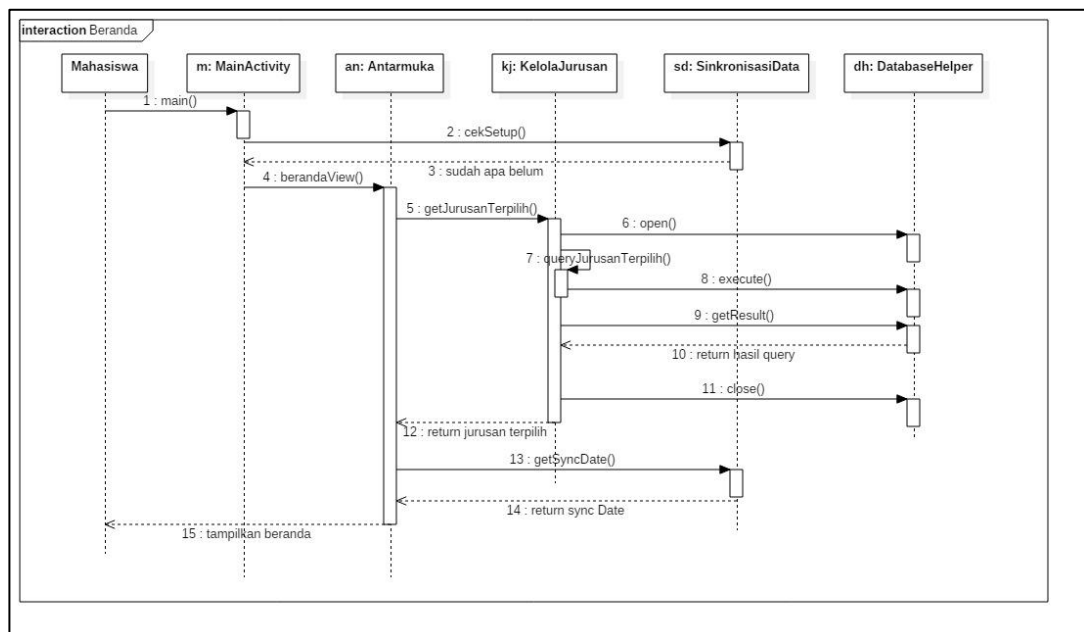 interaction Beranda
Mahasiswa
m: MainActivity
an: Antarmuka
kj: KelolaJurusan
sd: SinkronisasiData
dh: DatabaseHelper
1 : main()
2 : cekSetup()
3 : sudah apa belum
4 : berandaView()
5 : getJurusanTerpilih()
6 : open()
7 : queryJurusanTerpilih()
8 : execute()
9 : getResult()
10 : return hasil query
11 : close()
12 : return jurusan terpilih
13 : getSyncDate()
14 : return sync Date
15 : tampilkan beranda